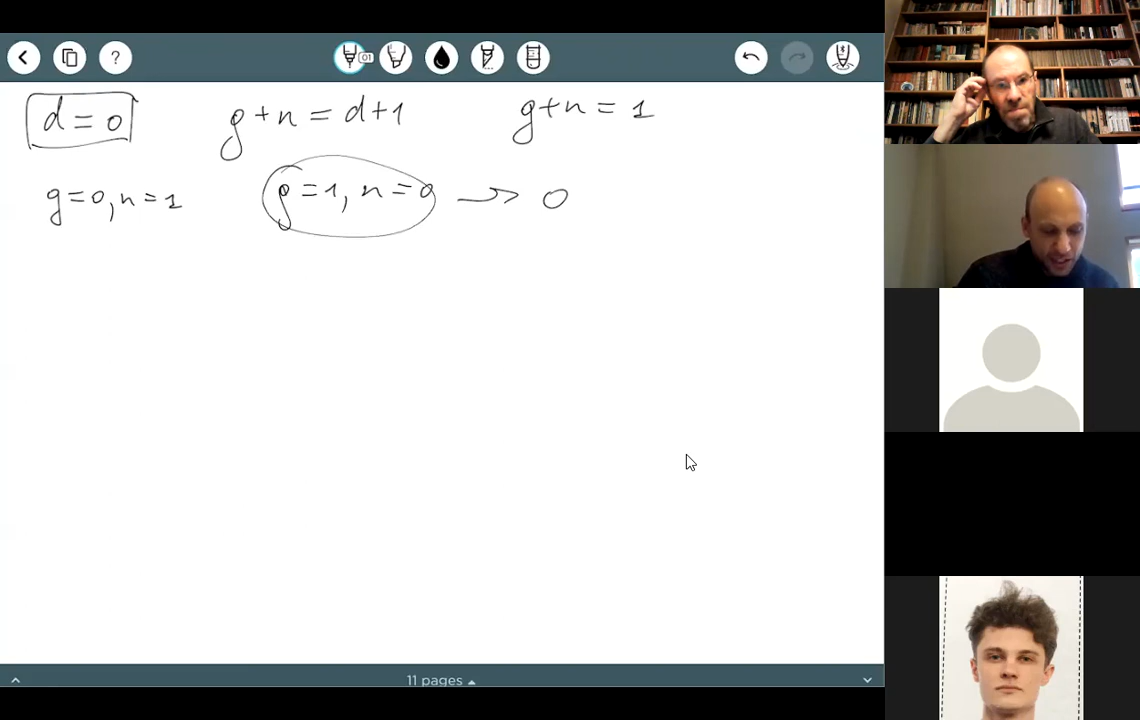 ?
d = 0 g + n = d + 1 g + n = 1
g = 0, n = 1 g = 1, n = 0 → 0
11 pages